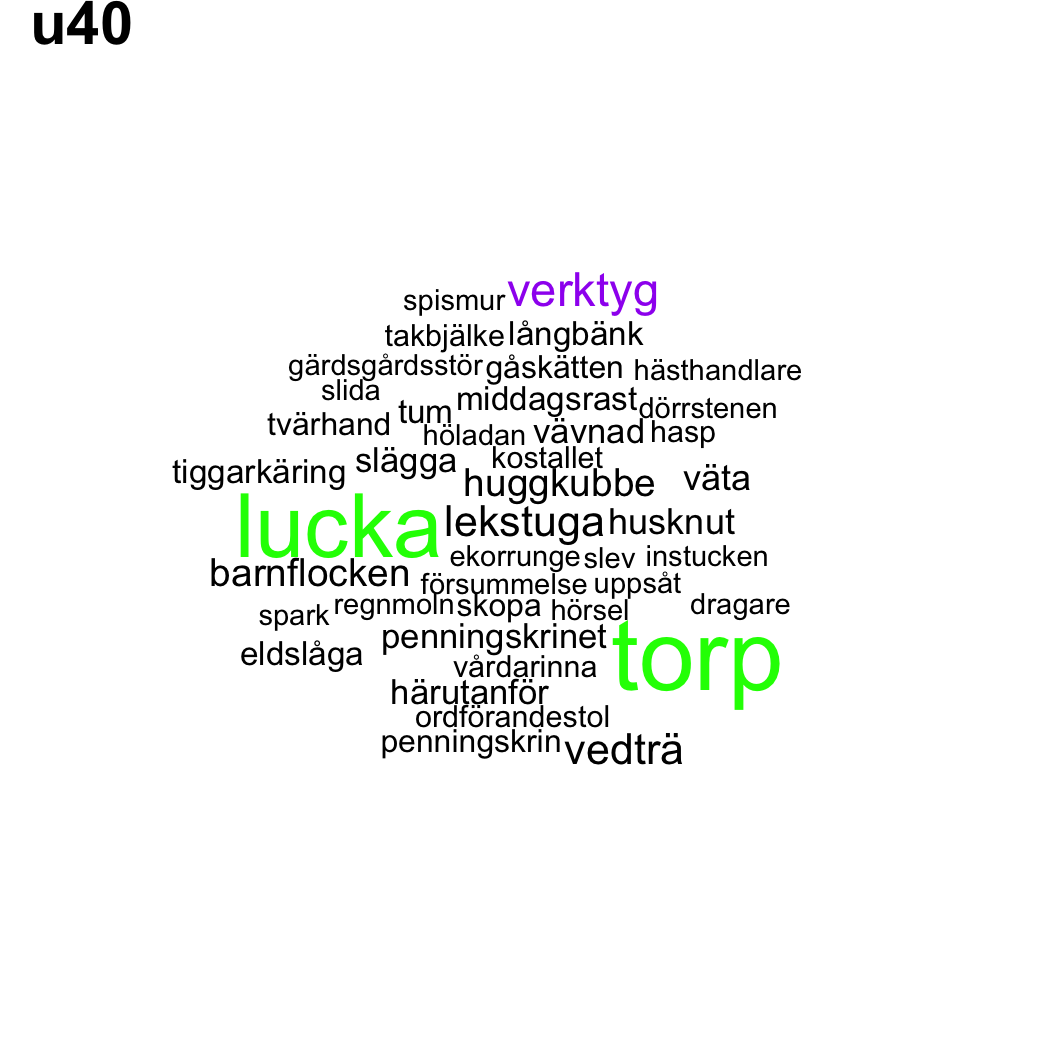 u40
spismur verktyg
takbjälke långbänk
gärdsgårdsstör gåskätten hästhandlare
slida tum middagsrast dörrstenen
tvärhand höladan vävnad hasp
tiggarkäring slägga kostallet
huggkubbe väta
lucka lekstuga husknut
barnflocken ekorrunge slev instucken
försummelse uppsåt
spark regnmoln skopa hörsel dragare
eldslåga penningskrinet torp
vårdarinna
härutanför
ordförandestol
penningskrin vedträ